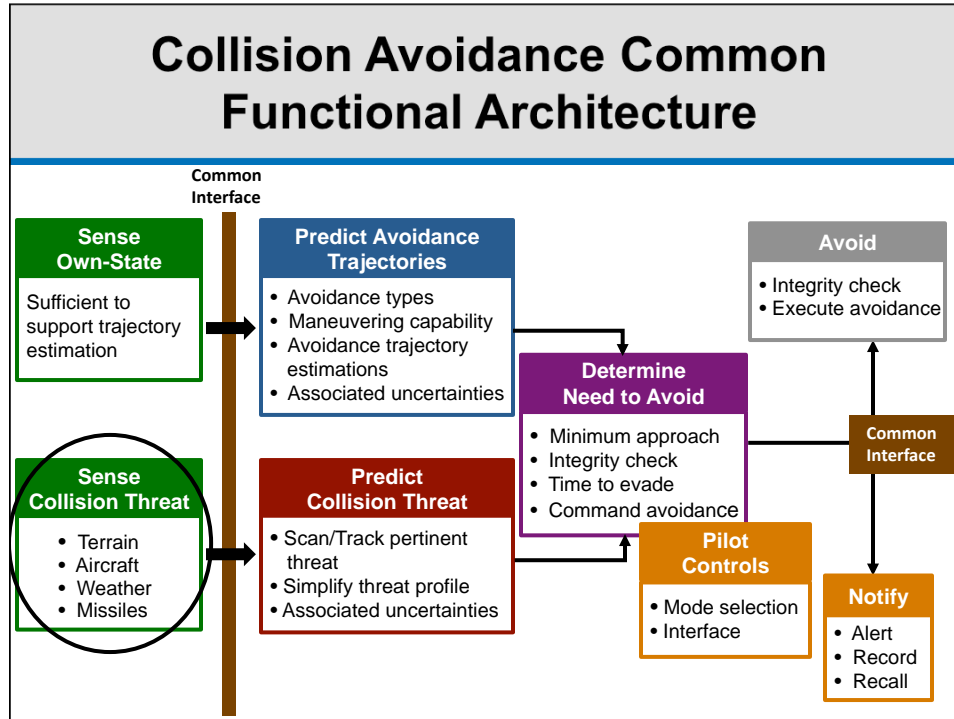 Collision Avoidance Common
Functional Architecture
Common
Interface
Sense
Own-State
Sufficient to
support trajectory
estimation
Predict Avoidance
Trajectories
• Avoidance types
• Maneuvering capability
• Avoidance trajectory
estimations
• Associated uncertainties
Avoid
• Integrity check
• Execute avoidance
Determine
Need to Avoid
• Minimum approach
• Integrity check
• Time to evade
• Command avoidance
Common
Interface
Sense
Collision Threat
• Terrain
• Aircraft
• Weather
• Missiles
Predict
Collision Threat
• Scan/Track pertinent
threat
• Simplify threat profile
• Associated uncertainties
Pilot
Controls
• Mode selection
• Interface
Notify
• Alert
• Record
• Recall